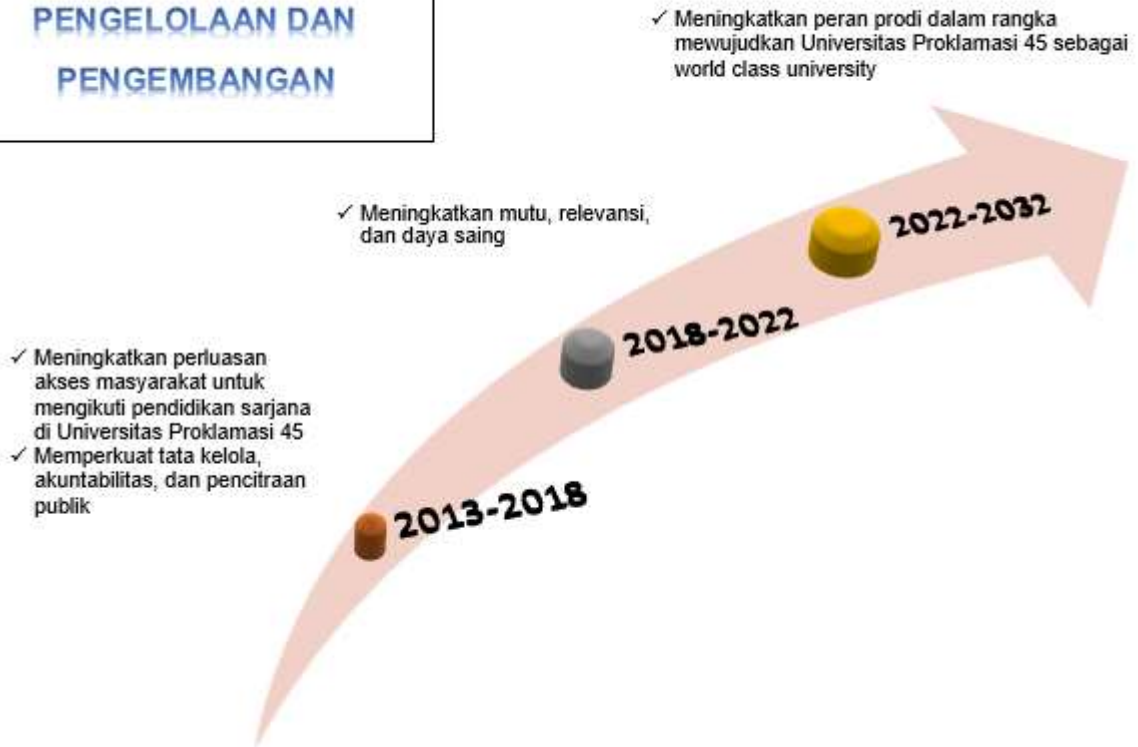 PENGELOLAAN DAN
PENGEMBANGAN
✓ Meningkatkan peran prodi dalam rangka
mewujudkan Universitas Proklamasi 45 sebagai
world class university
2022-2032
✓ Meningkatkan mutu, relevansi,
dan daya saing
2018-2022
✓ Meningkatkan perluasan
akses masyarakat untuk
mengikuti pendidikan sarjana
di Universitas Proklamasi 45
✓ Memperkuat tata kelola,
akuntabilitas, dan pencitraan
publik
2013-2018